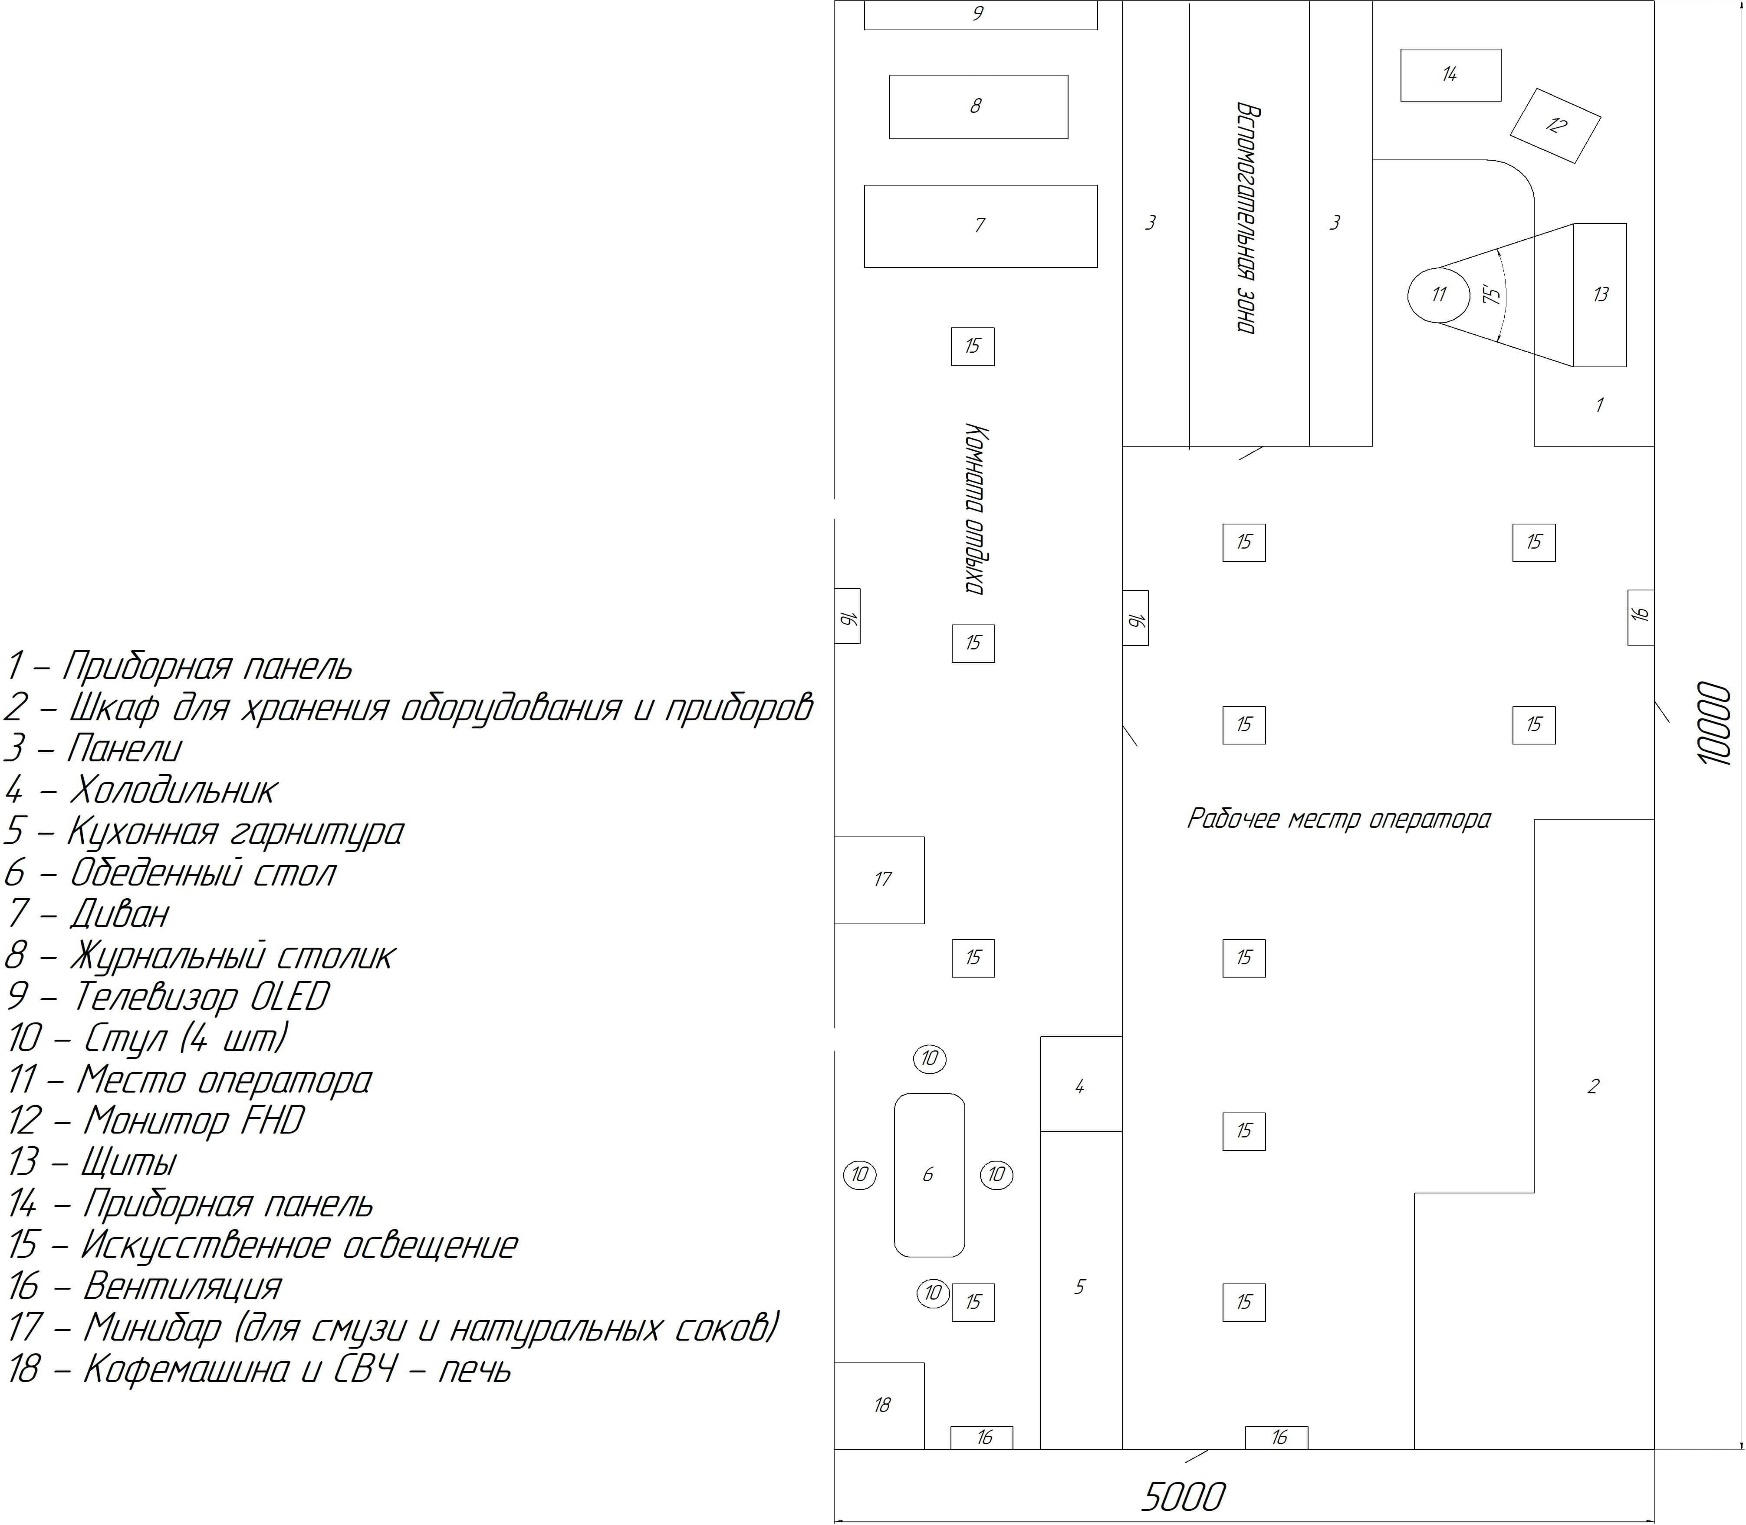 9
14
8
12
Вспомогательная зона
7
3
3
11
75°
13
15
1
Комната отдыха
15
15
16
16
16
15
1 – Приборная панель
2 – Шкаф для хранения оборудования и приборов
3 – Панели
4 – Холодильник
5 – Кухонная гарнитура
6 – Обеденный стол
7 – Диван
8 – Журнальный столик
9 – Телевизор OLED
10 – Стул (4 шт)
11 – Место оператора
12 – Монитор FHD
13 – Щиты
14 – Приборная панель
15 – Искусственное освещение
16 – Вентиляция
17 – Минибар (для смузи и натуральных соков)
18 – Кофемашина и СВЧ – печь
15
15
10000
Рабочее местр оператора
17
15
15
10
4
2
15
10
6
10
5
10
15
15
18
16
16
5000